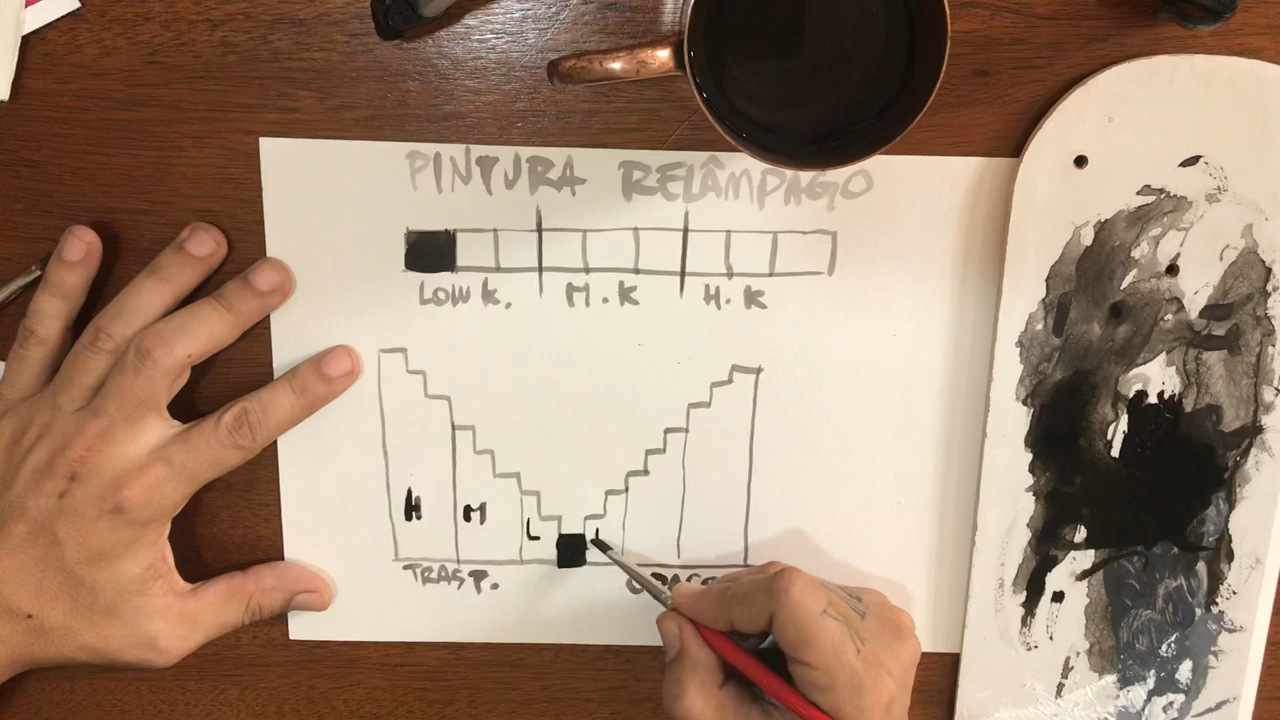 PINTURA RELÂMPAGO
LOW K. M.K H.K
H M L
TRASP.